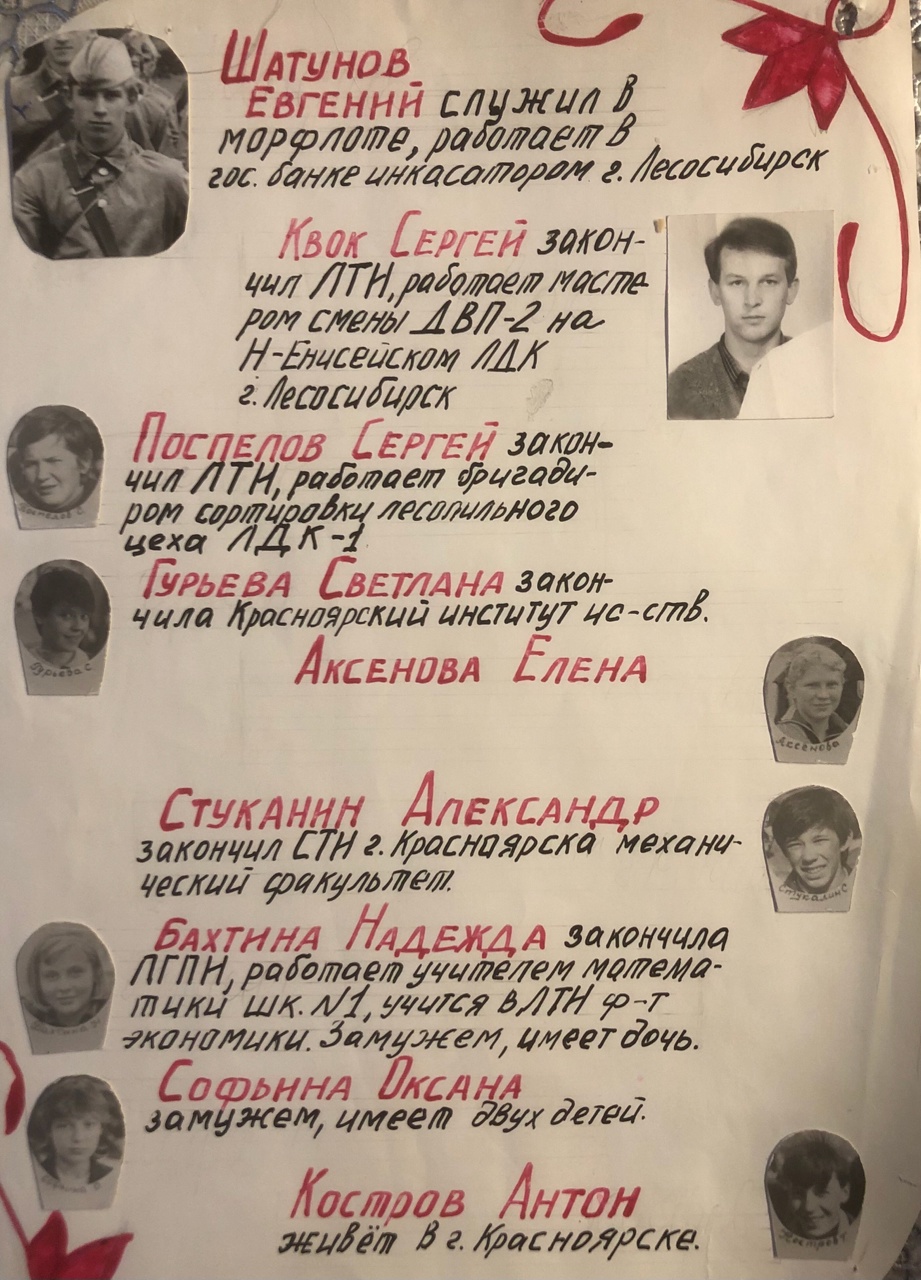 Шатунов
Евгений служил в
морфлоте, работает в
гос. банке инкасатором г. Лесосибирск
Квок Сергей закон-
чил ЛТИ, работает масте
ром смены ДВП-2 на
Н-Енисейском ЛДК
г. Лесосибирск
Поспелов Сергей закон-
чил ЛТИ, работает бригади-
ром сортировки лесопильного
цеха ЛДК-1
Гурьева Светлана закон-
чила Красноярский институт ис-ств.
Гурьева С
Аксенова Елена
Аксенова
Стуканин Александр
закончил СТИ г. Красноярска механи-
ческий факультет.
Бахтина Надежда закончила
ЛГПИ, работает учителем матема-
тики шк. №1, учится в ЛТИ ф-т
экономики. Замужем, имеет дочь.
Софьина Оксана
замужем, имеет двух детей.
Костров Антон
живёт в г. Красноярске.